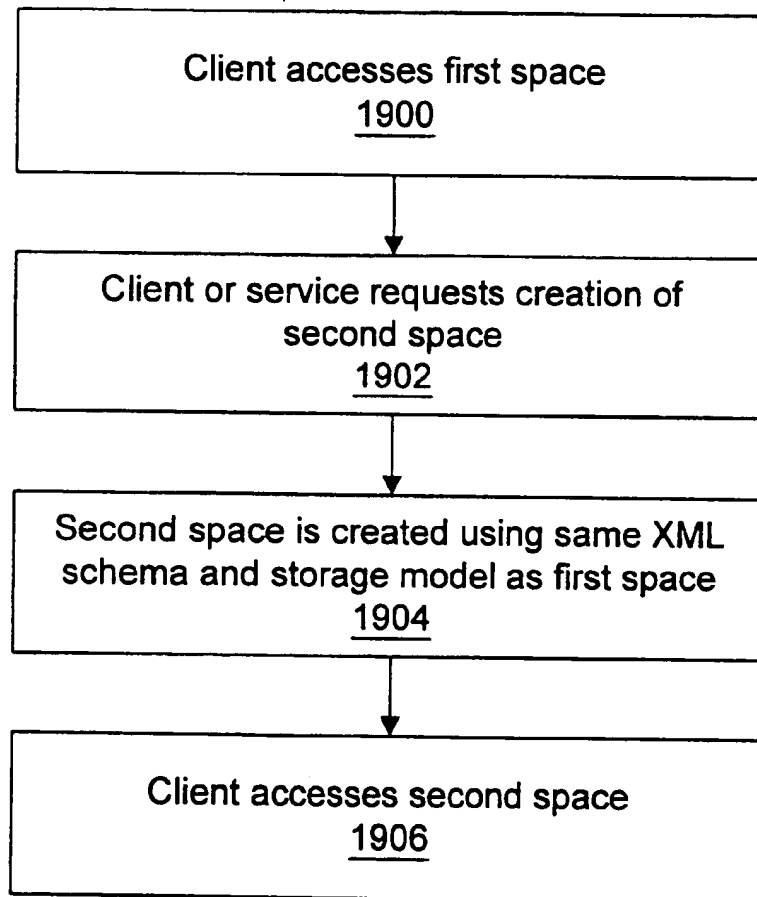 Client accesses first space
1900
Client or service requests creation of
second space
1902
Second space is created using same XML
schema and storage model as first space
1904
Client accesses second space
1906